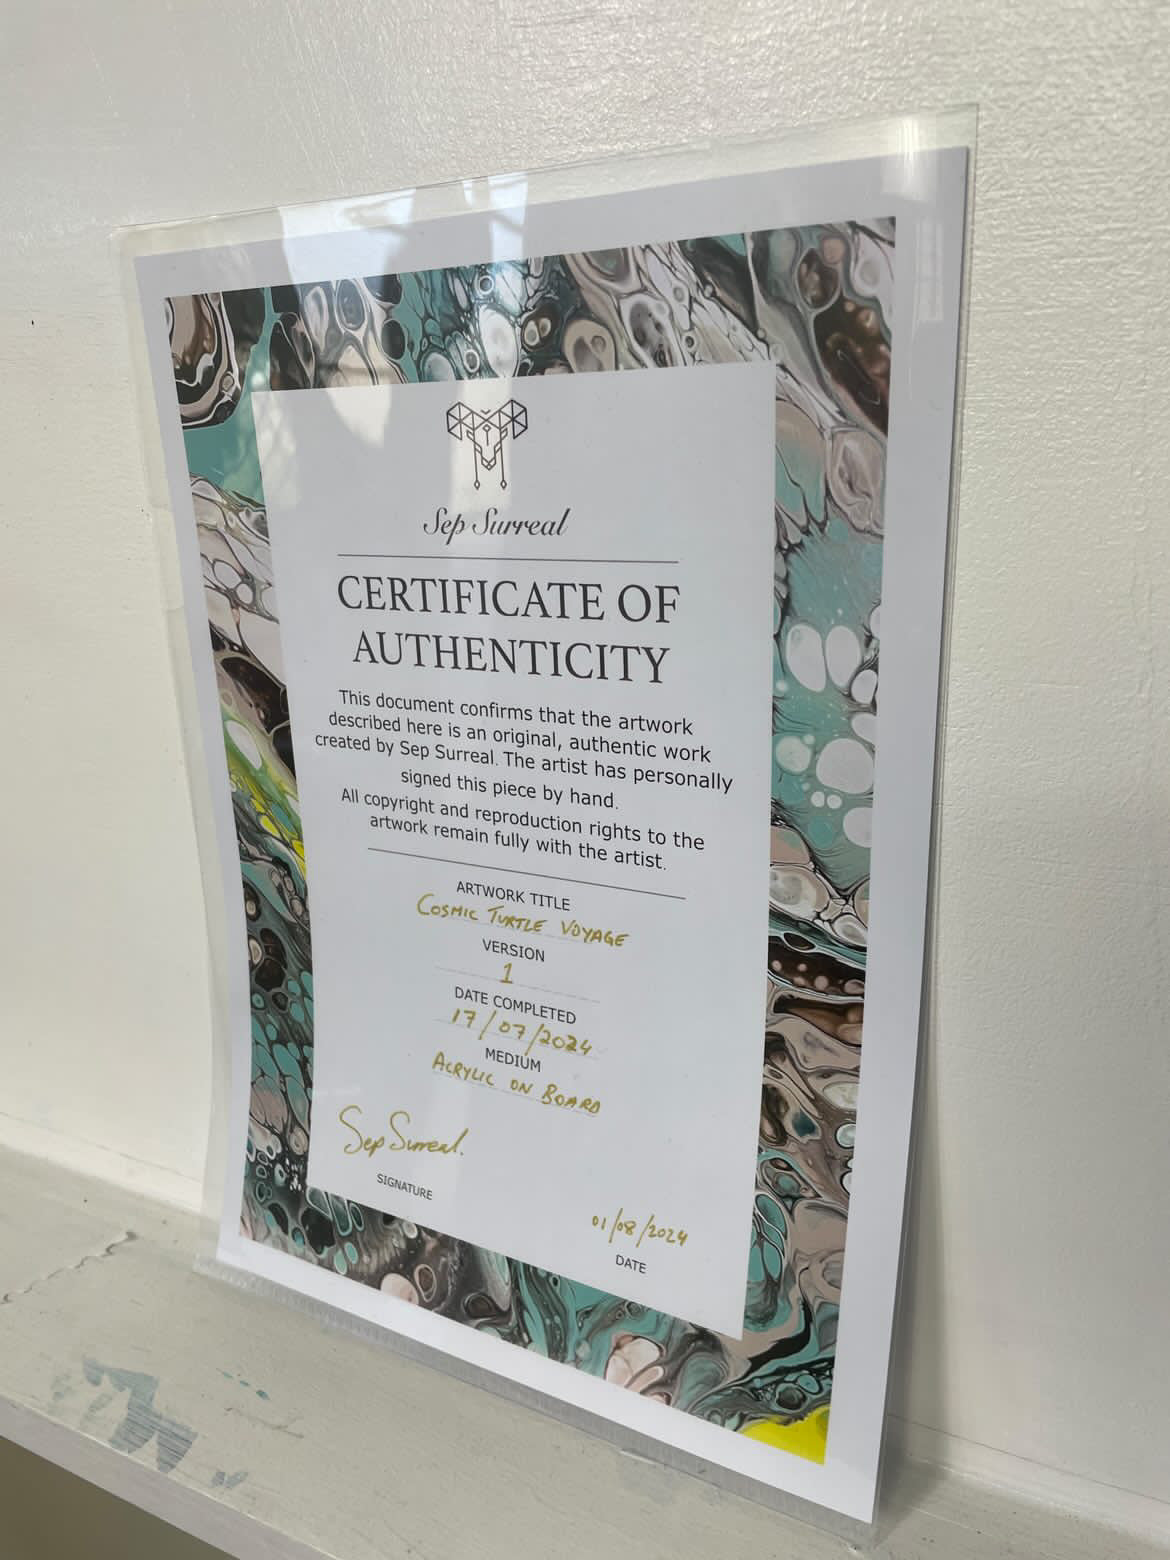 Sep Surreal
CERTIFICATE OF
AUTHENTICITY
This document confirms that the artwork
described here is an original, authentic work
created by Sep Surreal. The artist has personally
signed this piece by hand.
All copyright and reproduction rights to the
artwork remain fully with the artist.
ARTWORK TITLE
COSMIC TURTLE VOYAGE
VERSION
1
DATE COMPLETED
17/07/2024
MEDIUM
ACRYLIC ON BOARD
Sep Surreal.
SIGNATURE
01/08/2024
DATE